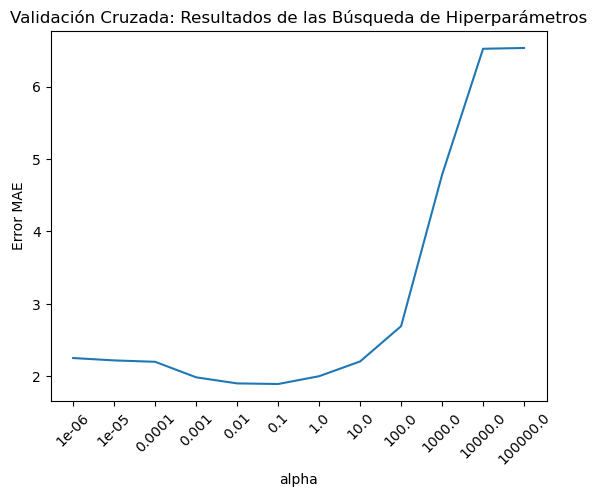 Validación Cruzada: Resultados de las Búsqueda de Hiperparámetros
Error MAE
6
5
4
3
2
1e-06 1e-05 0.0001 0.001 0.01 0.1 1.0 10.0 100.0 1000.0 10000.0 100000.0
alpha